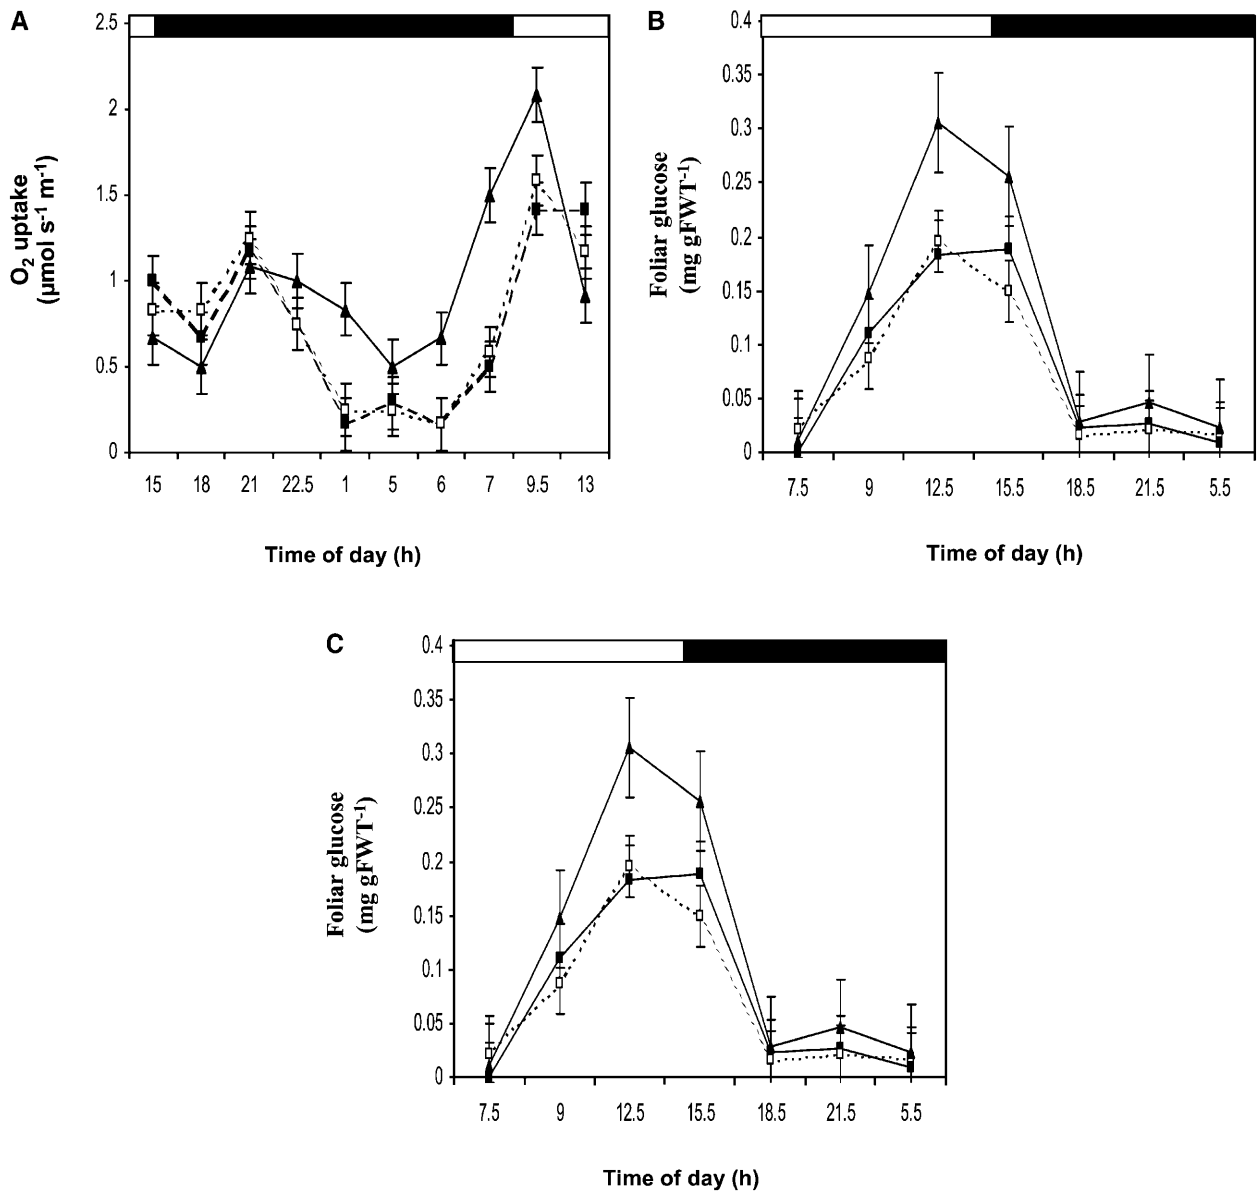 A
2.5
2
1.5
1
0.5
0
O2 uptake
(μmol s-1 m-1)
15 18 21 22.5 1 5 6 7 9.5 13
Time of day (h)
B
0.4
0.35
0.3
0.25
0.2
0.15
0.1
0.05
0
Foliar glucose
(mg gFWT-1)
7.5 9 12.5 15.5 18.5 21.5 5.5
Time of day (h)
C
0.4
0.35
0.3
0.25
0.2
0.15
0.1
0.05
0
Foliar glucose
(mg gFWT-1)
7.5 9 12.5 15.5 18.5 21.5 5.5
Time of day (h)